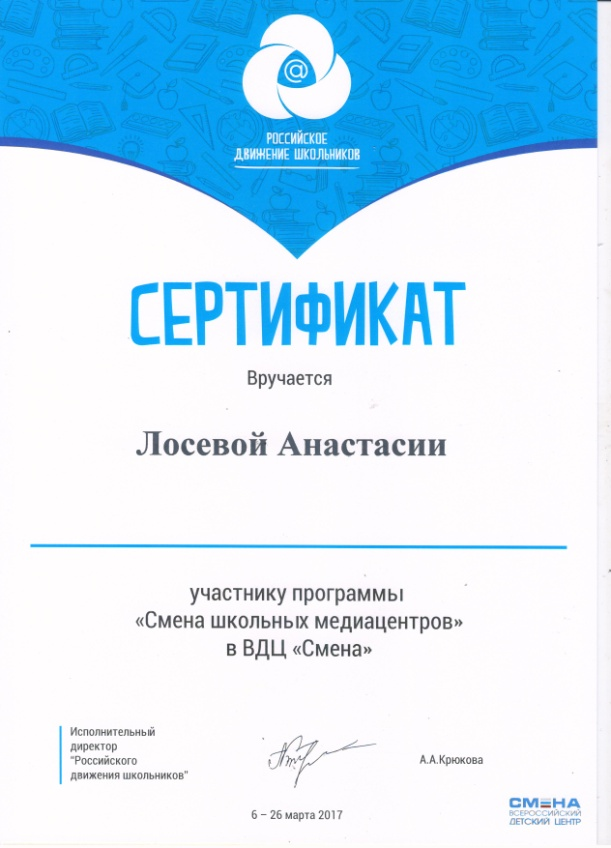 @
РОССИЙСКОЕ
ДВИЖЕНИЕ ШКОЛЬНИКОВ
СЕРТИФИКАТ
Вручается
Лосевой Анастасии
участнику программы
«Смена школьных медиацентров»
в ВДЦ «Смена»
Исполнительный
директор
"Российского
движения школьников"
А.А.Крюкова
6 – 26 марта 2017
СМЕНА
ВСЕРОССИЙСКИЙ
ДЕТСКИЙ ЦЕНТР